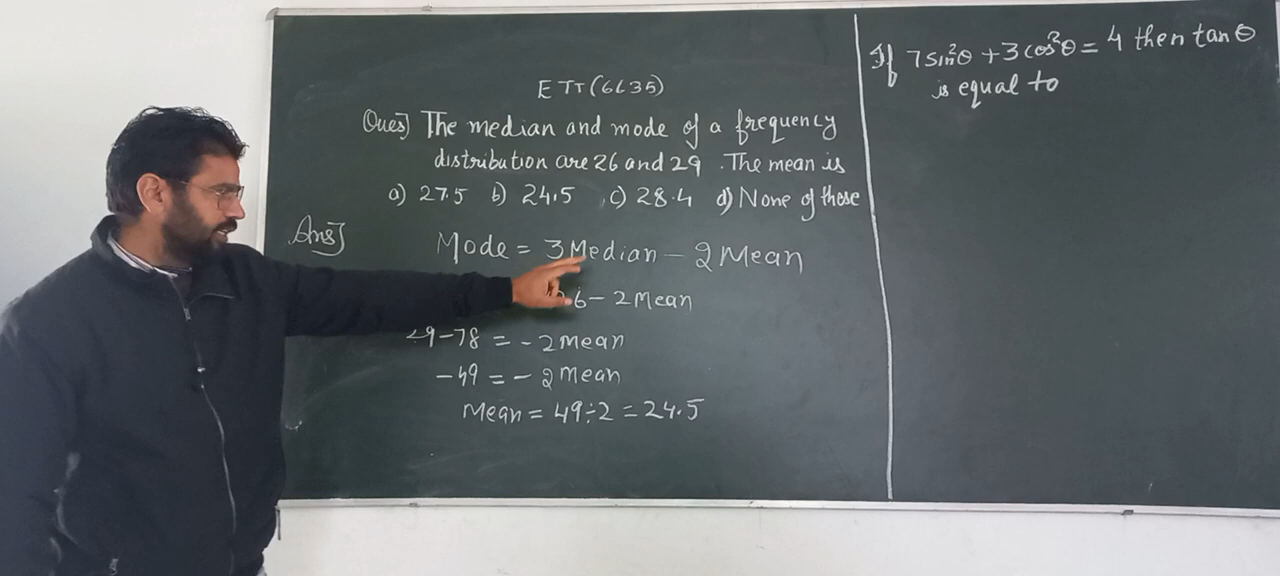 ETT(6635)
Ques] The median and mode of a frequency
distribution are 26 and 29 . The mean is
a) 27.5 b) 24.5 c) 28.4 d) None of these
Ans]
Mode = 3Median - 2Mean
26 - 2Mean
29-78 = - 2Mean
-49 = - 2Mean
Mean = 49÷2 = 24.5
If 7sin²θ + 3cos²θ = 4 then tanθ
is equal to